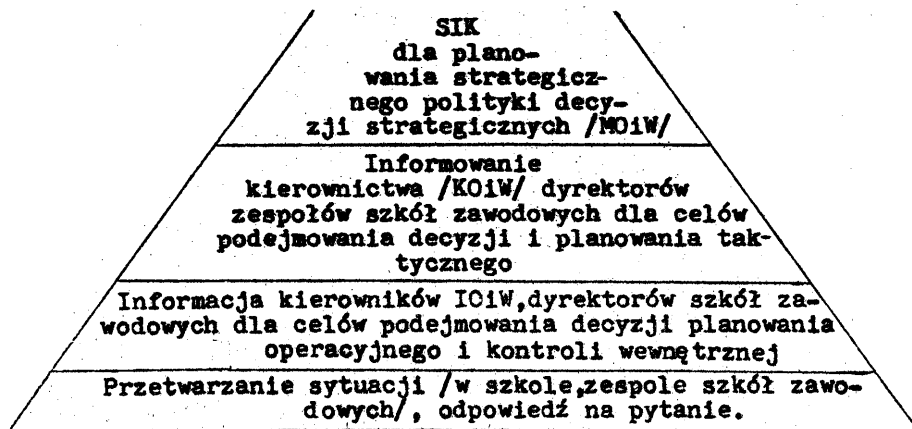 SIK
dla plano-
wania strategicz-
nego polityki decy-
zji strategicznych /MOiW/
Informowanie
kierownictwa /KOiW/ dyrektorów
zespołów szkół zawodowych dla celów
podejmowania decyzji i planowania tak-
tycznego
Informacja kierowników IOiW,dyrektorów szkół za-
wodowych dla celów podejmowania decyzji planowania
operacyjnego i kontroli wewnętrznej
Przetwarzanie sytuacji /w szkole,zespole szkół zawo-
dowych/, odpowiedź na pytanie.